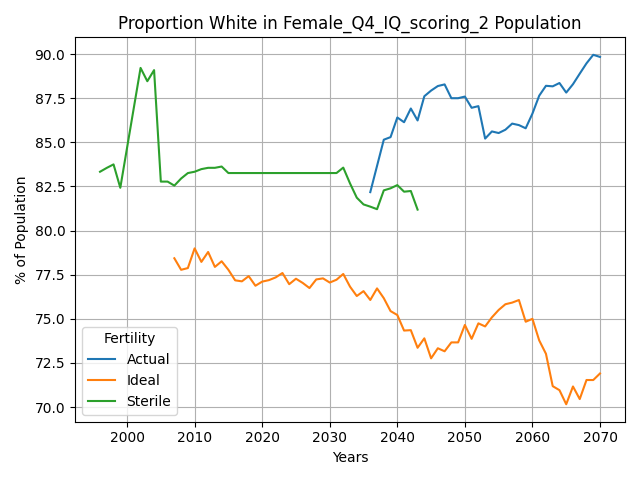 Proportion White in Female_Q4_IQ_scoring_2 Population
% of Population
90.0
87.5
85.0
82.5
80.0
77.5
75.0
72.5
70.0
Fertility
Actual
Ideal
Sterile
2000 2010 2020 2030 2040 2050 2060 2070
Years